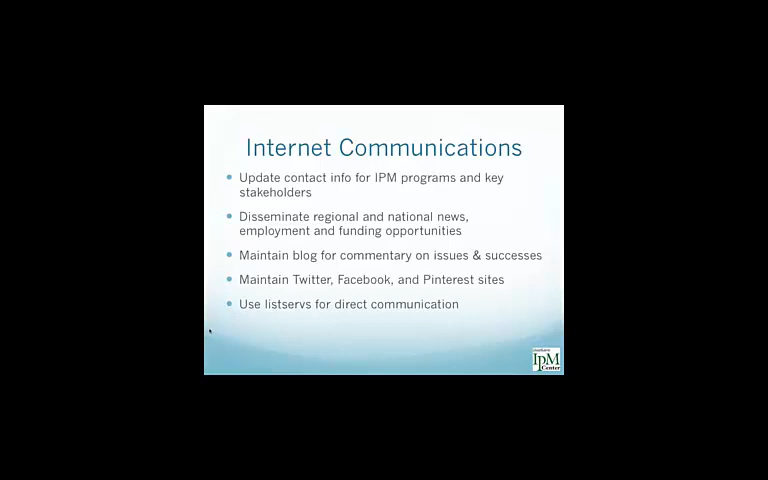 Internet Communications
Update contact info for IPM programs and key
stakeholders
Disseminate regional and national news,
employment and funding opportunities
Maintain blog for commentary on issues & successes
Maintain Twitter, Facebook, and Pinterest sites
Use listservs for direct communication
IPM
Center